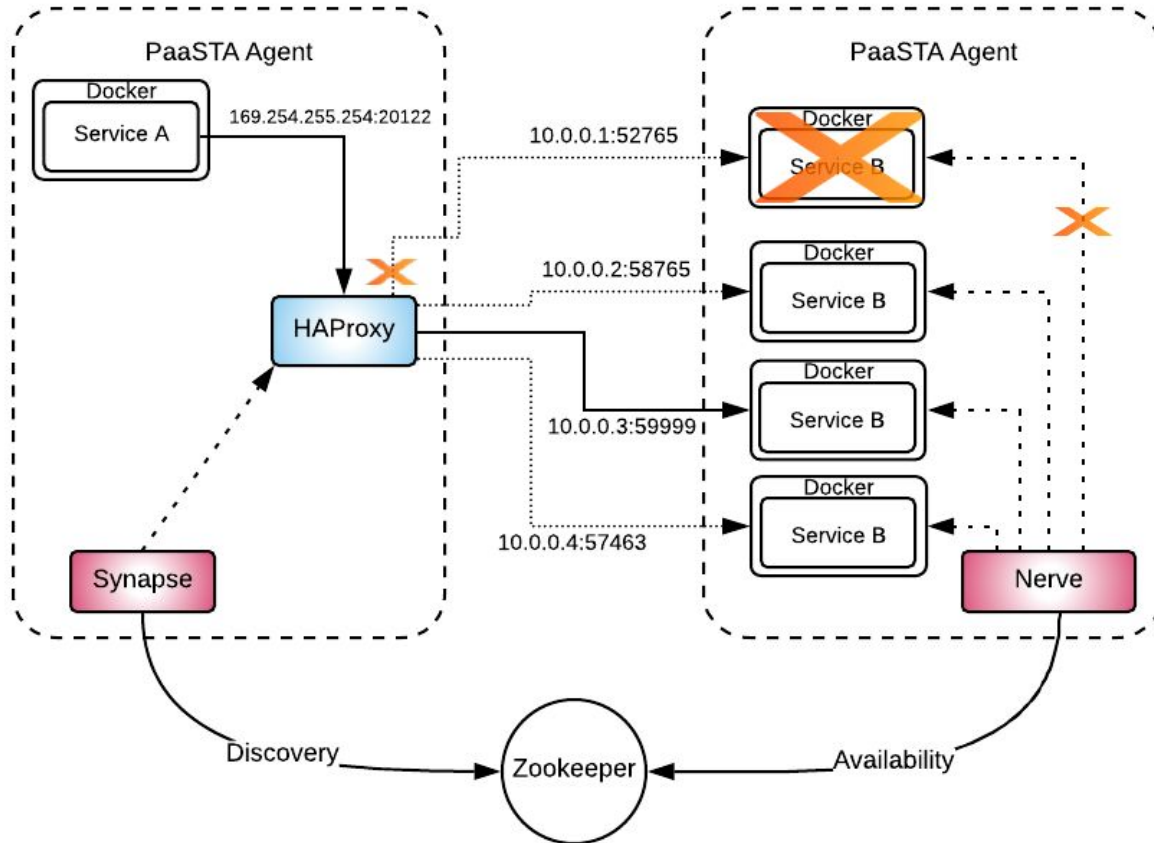 PaaSTA Agent
Docker
Service A
169.254.255.254:20122
HAProxy
Synapse
PaaSTA Agent
10.0.0.1:52765
Docker
Service B
10.0.0.2:58765
Docker
Service B
10.0.0.3:59999
Docker
Service B
10.0.0.4:57463
Docker
Service B
Nerve
Discovery
Zookeeper
Availability